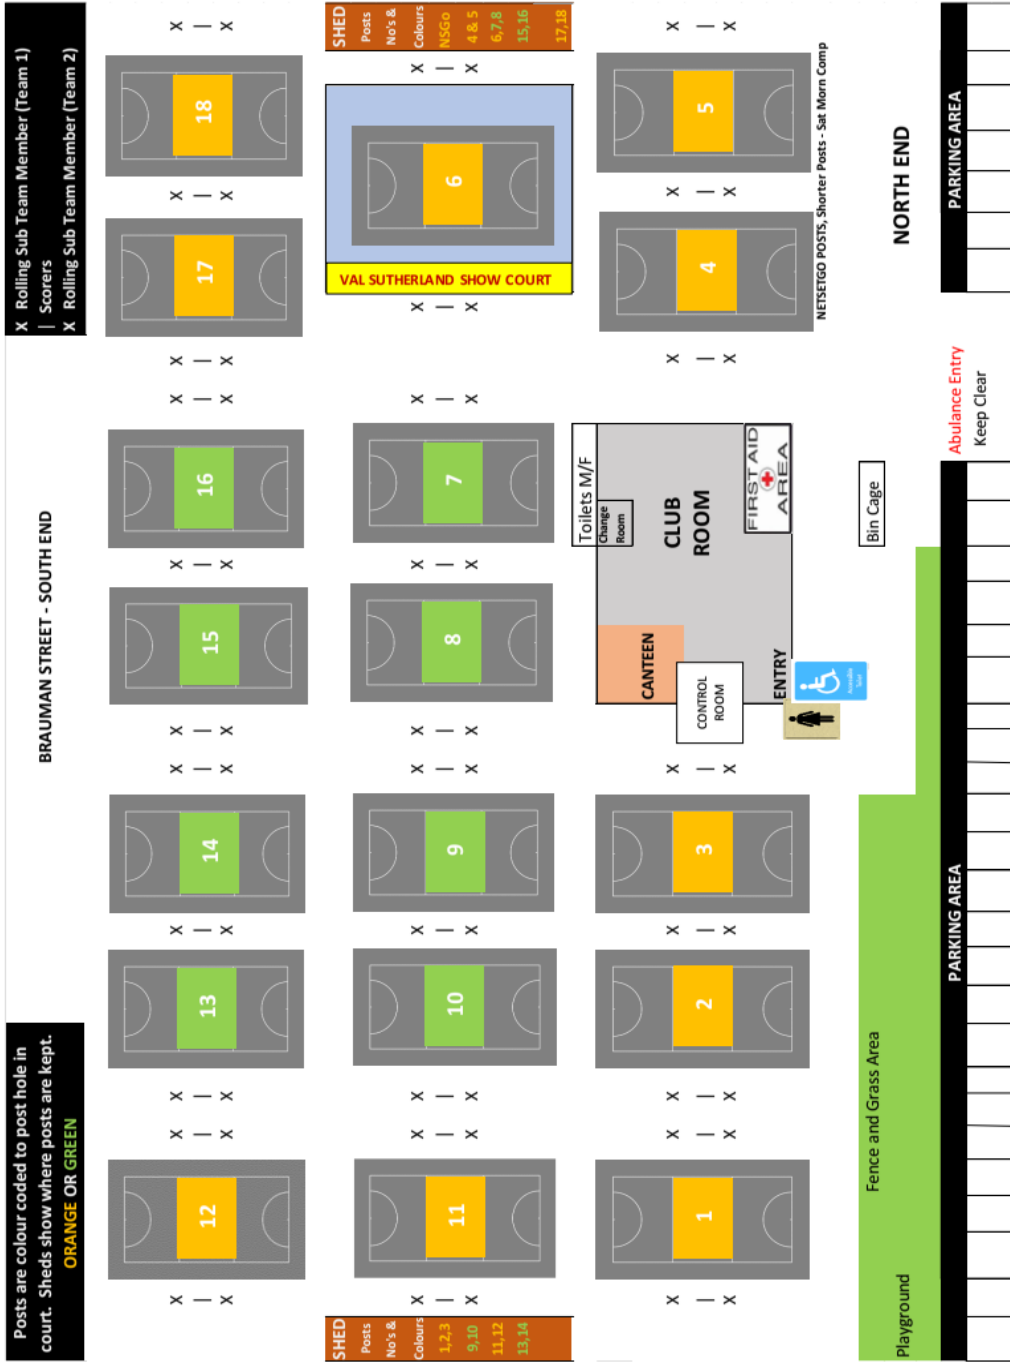 Posts are colour coded to post hole in
court. Sheds show where posts are kept.
ORANGE OR GREEN
BRAUMAN STREET - SOUTH END
X Rolling Sub Team Member (Team 1)
| Scorers
X Rolling Sub Team Member (Team 2)
X | X
12
X | X
X | X
13
X | X
14
X | X
X | X
15
X | X
16
X | X
X | X
17
X | X
18
X | X
SHED
Posts
No's &
Colours
1,2,3
9,10
11,12
13,14
X | X
11
X | X
X | X
10
X | X
9
X | X
X | X
8
X | X
7
X | X
X | X
VAL SUTHERLAND SHOW COURT
6
X | X
SHED
Posts
No's &
Colours
NSGo
4 & 5
6,7,8
15,16
17,18
X | X
1
X | X
X | X
2
X | X
3
X | X
CANTEEN
CONTROL
ROOM
ENTRY
Accessible
Toilet
Toilets M/F
Change
Room
CLUB
ROOM
FIRST AID
AREA
X | X
4
X | X
5
X | X
NETSETGO POSTS, Shorter Posts - Sat Morn Comp
NORTH END
Playground
Fence and Grass Area
Bin Cage
PARKING AREA
Abulance Entry
Keep Clear
PARKING AREA